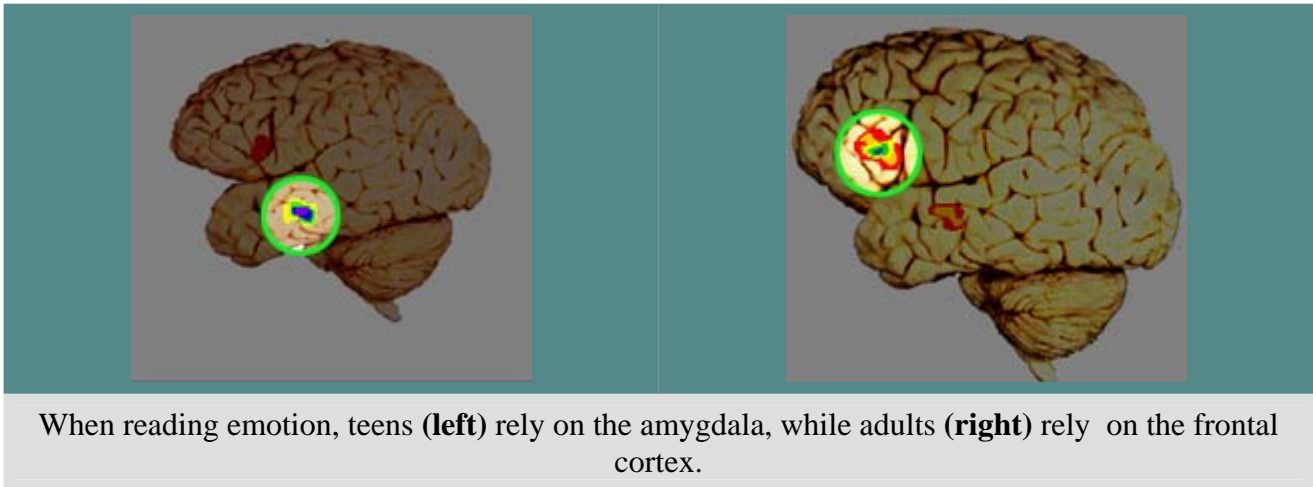 When reading emotion, teens (left) rely on the amygdala, while adults (right) rely on the frontal
cortex.